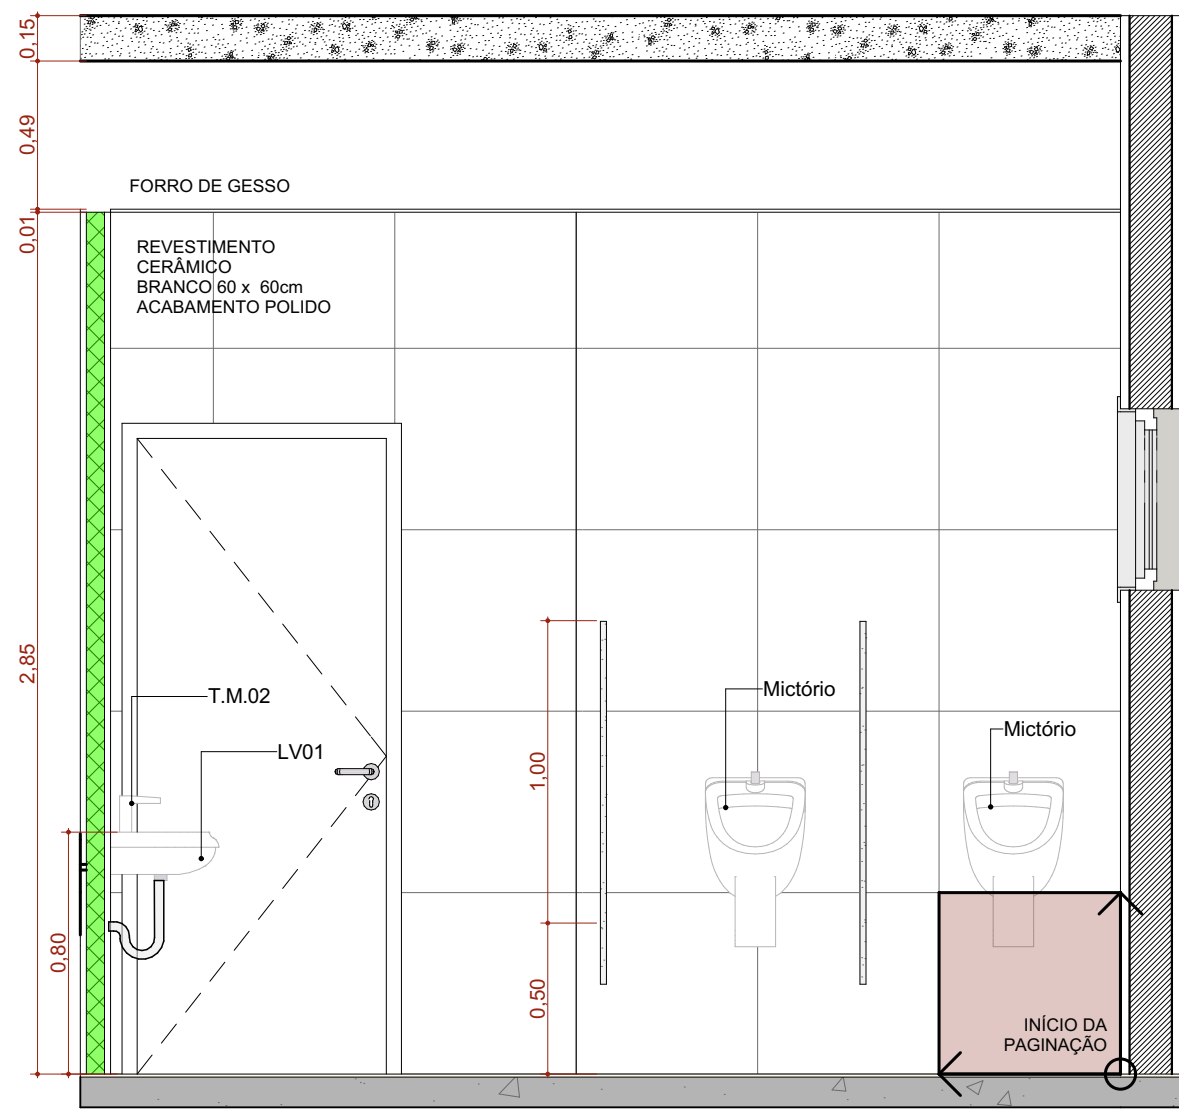 0,15
0,49
FORRO DE GESSO
0,01
REVESTIMENTO
CERÂMICO
BRANCO 60 x 60cm
ACABAMENTO POLIDO
2,85
T.M.02
Mictório
Mictório
LV01
1,00
0,80
0,50
INÍCIO DA
PAGINAÇÃO